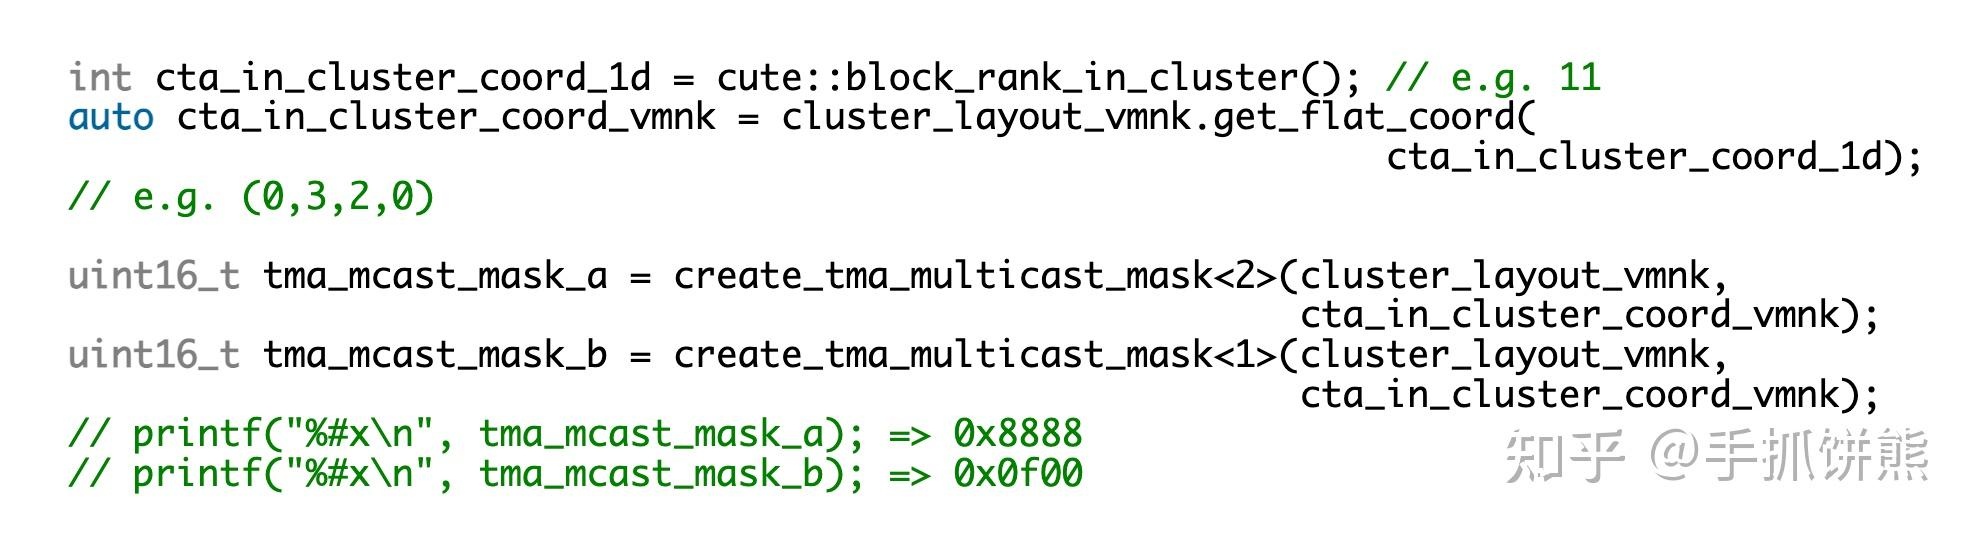 int cta_in_cluster_coord_1d = cute::block_rank_in_cluster(); // e.g. 11
auto cta_in_cluster_coord_vmnk = cluster_layout_vmnk.get_flat_coord(
cta_in_cluster_coord_1d);
// e.g. (0,3,2,0)
uint16_t tma_mcast_mask_a = create_tma_multicast_mask<2>(cluster_layout_vmnk,
cta_in_cluster_coord_vmnk);
uint16_t tma_mcast_mask_b = create_tma_multicast_mask<1>(cluster_layout_vmnk,
cta_in_cluster_coord_vmnk);
// printf("%#x\n", tma_mcast_mask_a); => 0x8888
// printf("%#x\n", tma_mcast_mask_b); => 0x0f00
知乎 @手抓饼熊